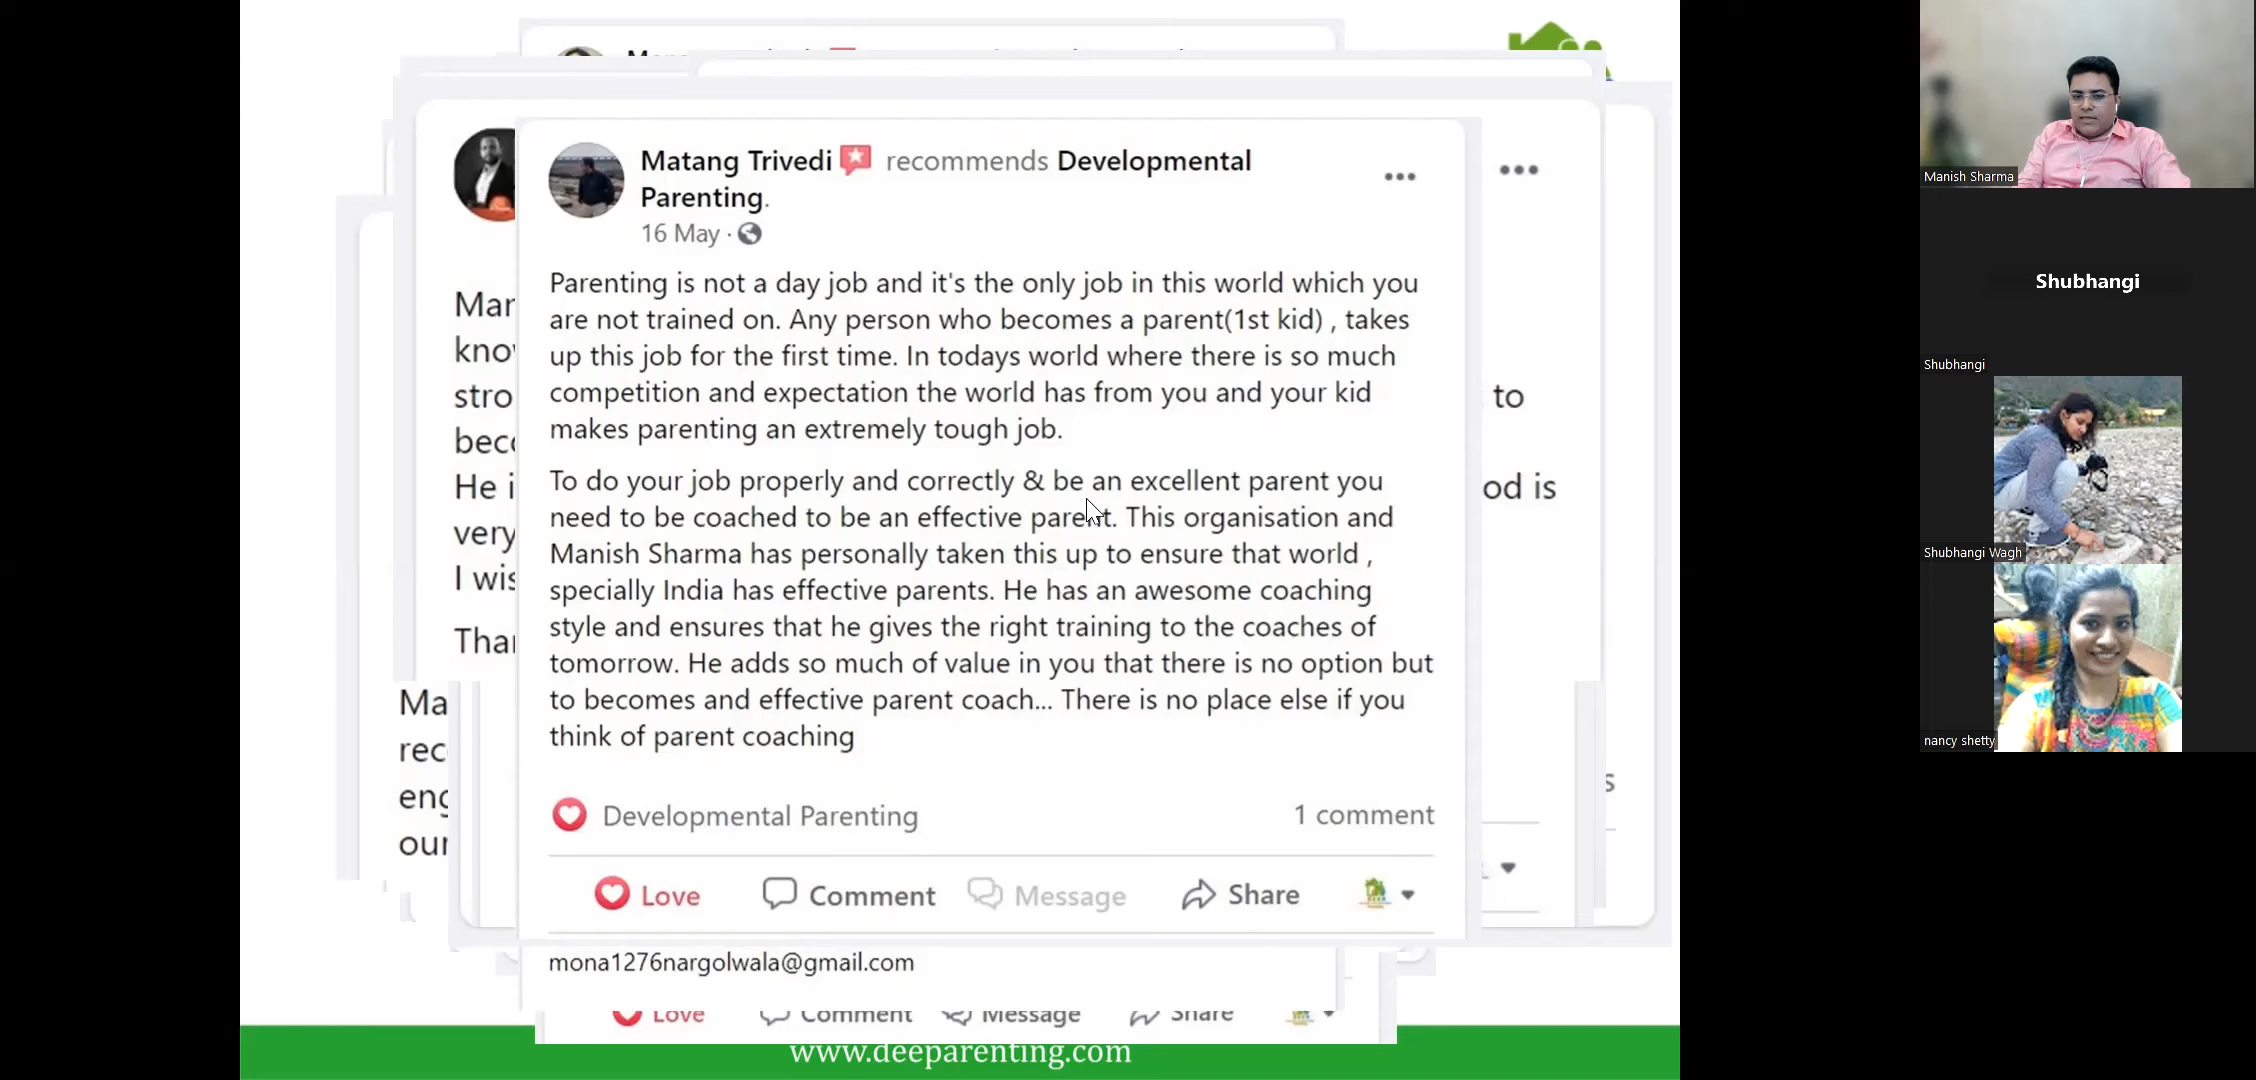 Matang Trivedi recommends Developmental
Parenting.
16 May ·
Parenting is not a day job and it's the only job in this world which you
are not trained on. Any person who becomes a parent(1st kid) , takes
up this job for the first time. In todays world where there is so much
competition and expectation the world has from you and your kid
makes parenting an extremely tough job.
To do your job properly and correctly & be an excellent parent you
need to be coached to be an effective parent. This organisation and
Manish Sharma has personally taken this up to ensure that world ,
specially India has effective parents. He has an awesome coaching
style and ensures that he gives the right training to the coaches of
tomorrow. He adds so much of value in you that there is no option but
to becomes and effective parent coach... There is no place else if you
think of parent coaching
Developmental Parenting 1 comment
Love Comment Message Share
mona1276nargolwala@gmail.com
Love Comment Message Share
www.deeparenting.com
He
very
I wis
to
od is
Manish Sharma
Shubhangi
Shubhangi
Shubhangi Wagh
nancy shetty